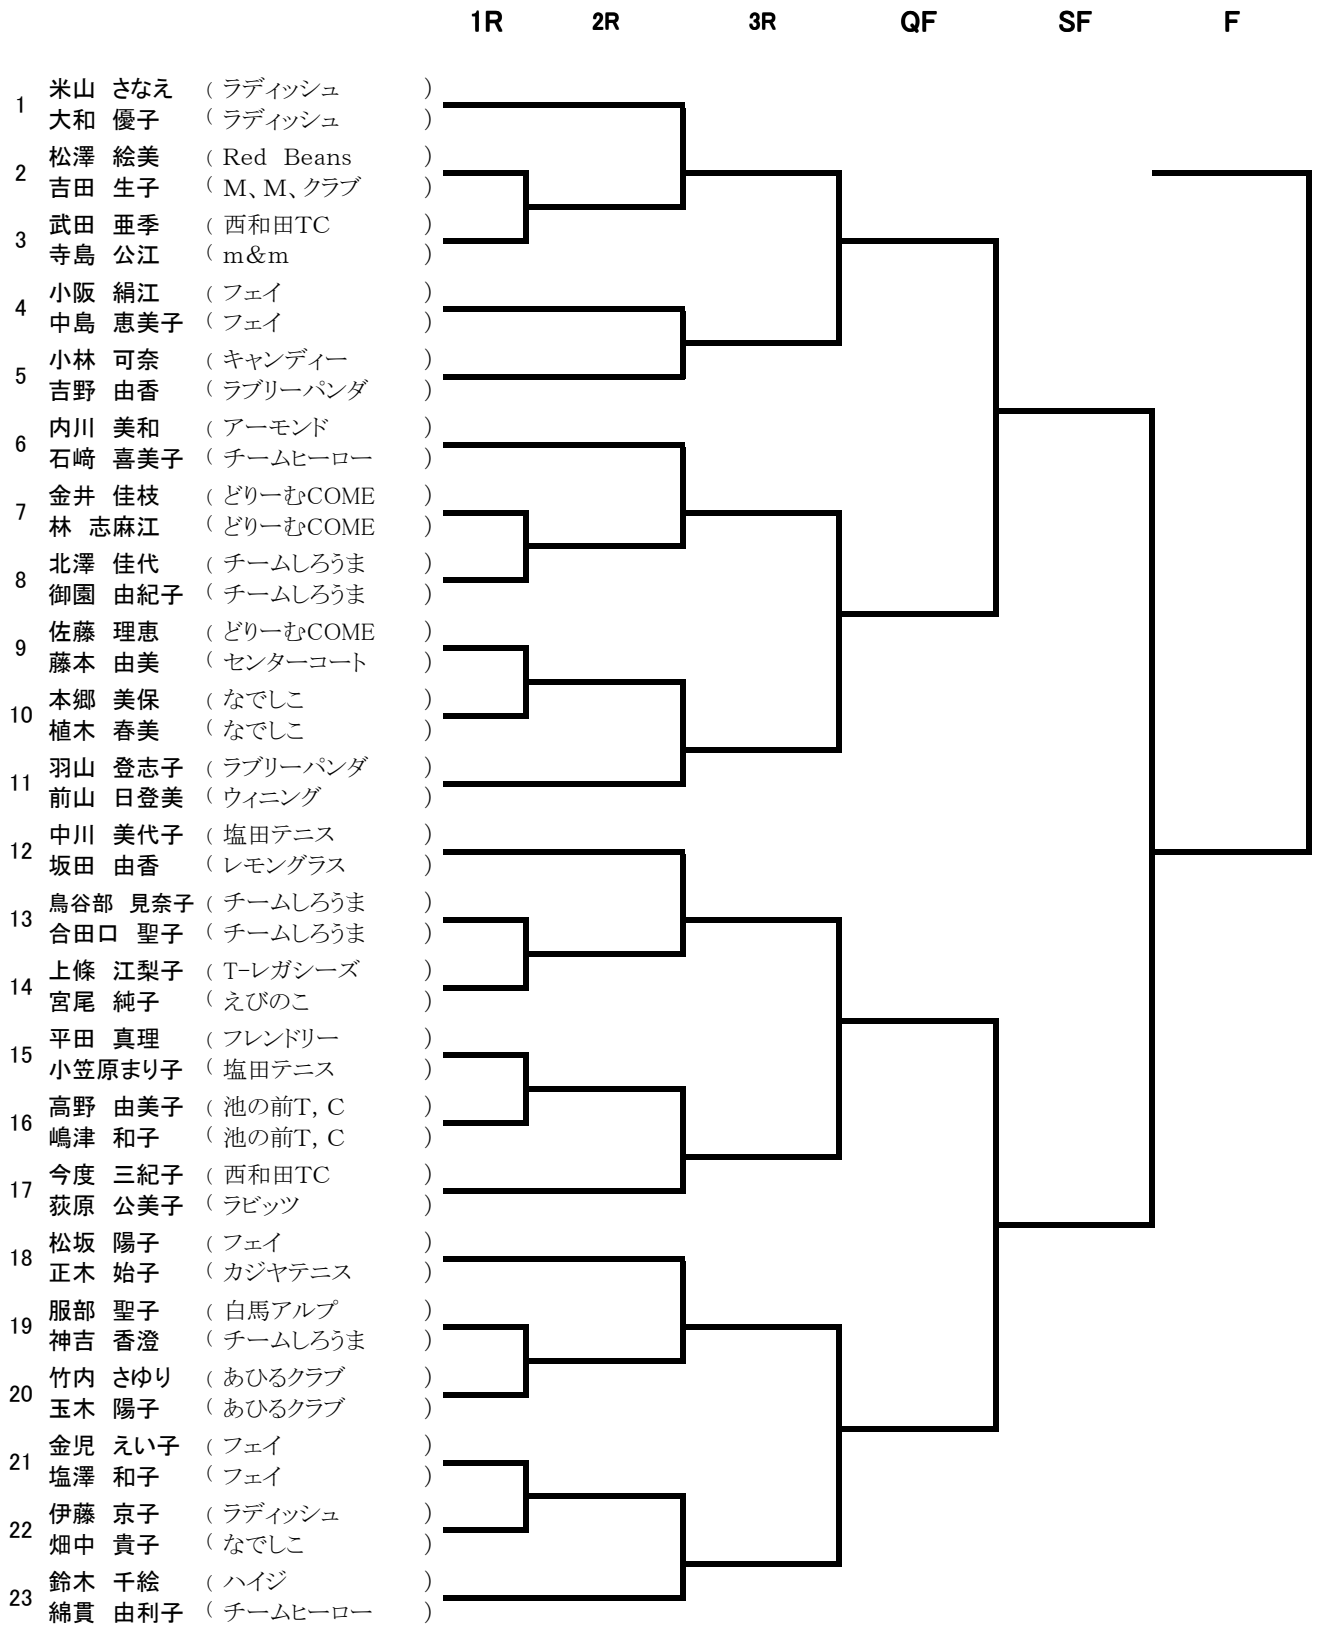 1R 2R 3R QF SF F
米山 さなえ ( ラディッシュ )
1
大和 優子 ( ラディッシュ )
松澤 絵美 ( Red Beans )
2
吉田 生子 ( M、M、クラブ )
武田 亜季 ( 西和田TC )
3
寺島 公江 ( m&m )
小阪 絹江 ( フェイ )
4
中島 恵美子 ( フェイ )
小林 可奈 ( キャンディー )
5
吉野 由香 ( ラブリーパンダ )
内川 美和 ( アーモンド )
6
石﨑 喜美子 ( チームヒーロー )
金井 佳枝 ( どりーむCOME )
7
林 志麻江 ( どりーむCOME )
北澤 佳代 ( チームしろうま )
8
御園 由紀子 ( チームしろうま )
佐藤 理恵 ( どりーむCOME )
9
藤本 由美 ( センターコート )
本郷 美保 ( なでしこ )
10
植木 春美 ( なでしこ )
羽山 登志子 ( ラブリーパンダ )
11
前山 日登美 ( ウィニング )
中川 美代子 ( 塩田テニス )
12
坂田 由香 ( レモングラス )
鳥谷部 見奈子 ( チームしろうま )
13
合田口 聖子 ( チームしろうま )
上條 江梨子 ( T-レガシーズ )
14
宮尾 純子 ( えびのこ )
平田 真理 ( フレンドリー )
15
小笠原まり子 ( 塩田テニス )
高野 由美子 ( 池の前T, C )
16
嶋津 和子 ( 池の前T, C )
今度 三紀子 ( 西和田TC )
17
荻原 公美子 ( ラビッツ )
松坂 陽子 ( フェイ )
18
正木 始子 ( カジヤテニス )
服部 聖子 ( 白馬アルプ )
19
神吉 香澄 ( チームしろうま )
竹内 さゆり ( あひるクラブ )
20
玉木 陽子 ( あひるクラブ )
金児 えい子 ( フェイ )
21
塩澤 和子 ( フェイ )
伊藤 京子 ( ラディッシュ )
22
畑中 貴子 ( なでしこ )
鈴木 千絵 ( ハイジ )
23
綿貫 由利子 ( チームヒーロー )